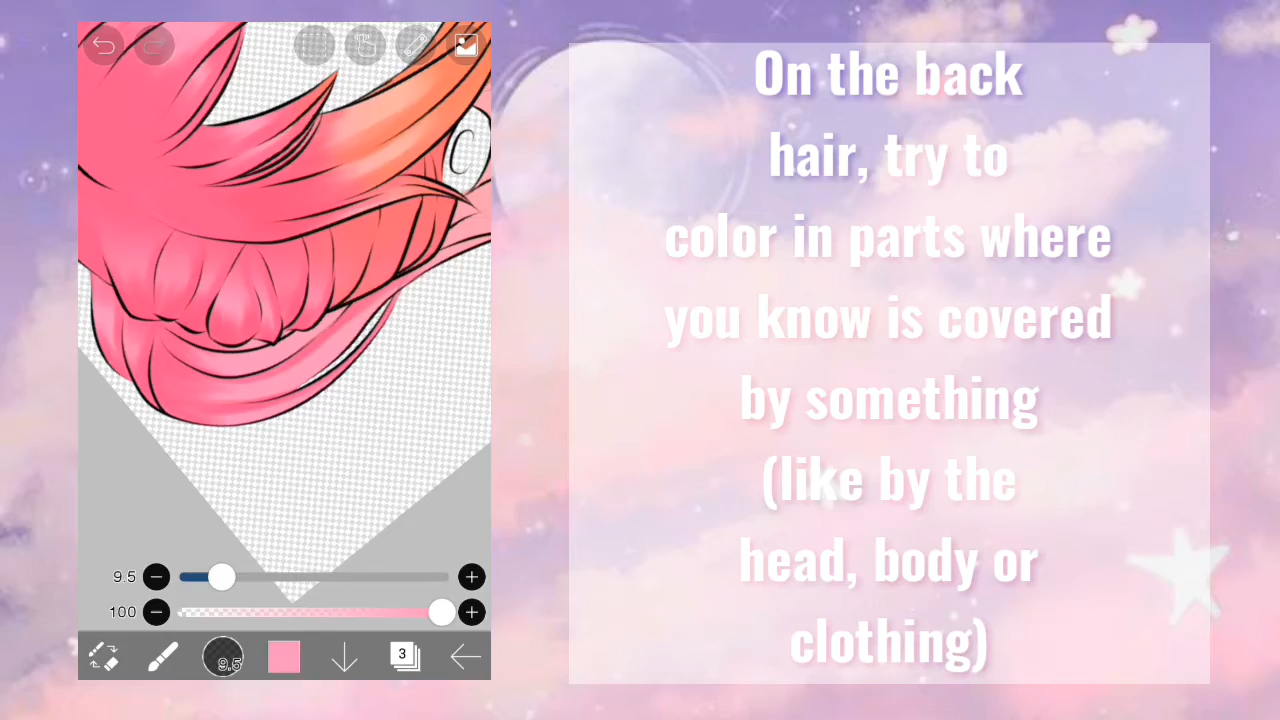 On the back
hair, try to
color in parts where
you know is covered
by something
(like by the
head, body or
clothing)
9.5
100
9.5
3